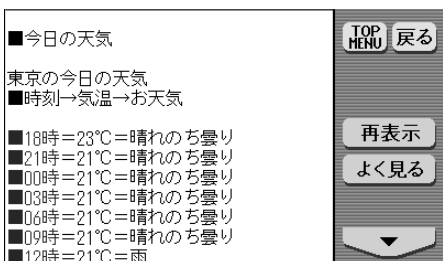 ■今日の天気
東京の今日の天気
■時刻→気温→お天気
■18時=23℃=晴れのち曇り
■21時=21℃=晴れのち曇り
■00時=21℃=晴れのち曇り
■03時=21℃=晴れのち曇り
■06時=21℃=晴れのち曇り
■09時=21℃=晴れのち曇り
■12時=21℃=雨
TOP MENU
戻る
再表示
よく見る